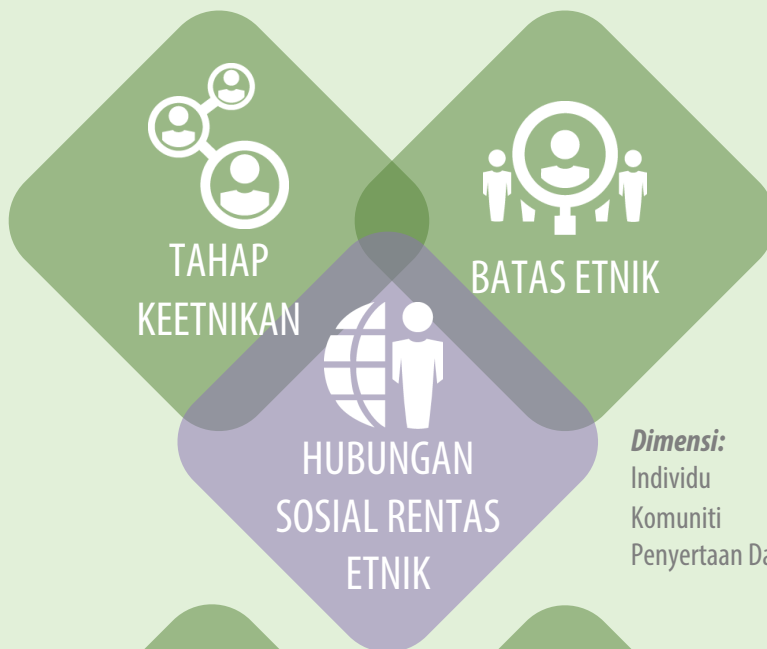 TAHAP
KEETNIKAN
BATAS ETNIK
HUBUNGAN
SOSIAL RENTAS
ETNIK
Dimensi:
Individu
Komuniti
Penyertaan